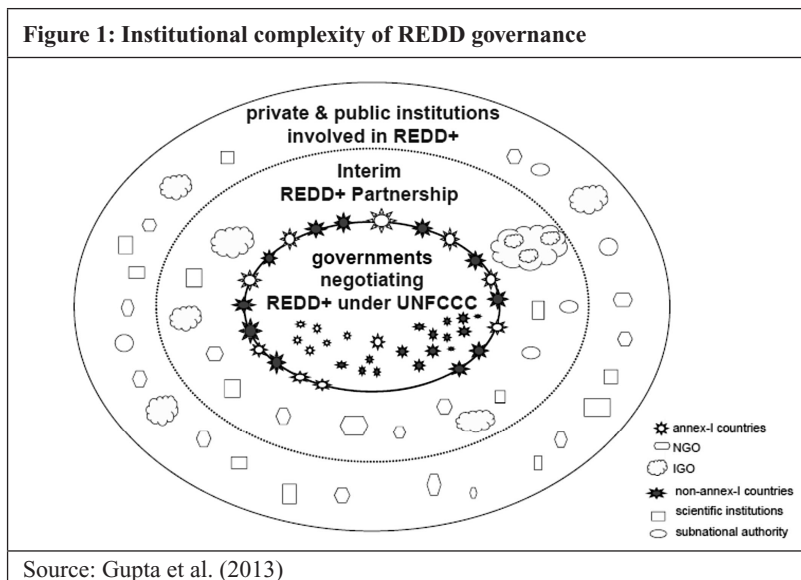 Figure 1: Institutional complexity of REDD governance
private & public institutions
involved in REDD+
Interim
REDD+ Partnership
governments
negotiating
REDD+ under UNFCCC
annex-I countries
NGO
IGO
non-annex-I countries
scientific institutions
subnational authority
Source: Gupta et al. (2013)